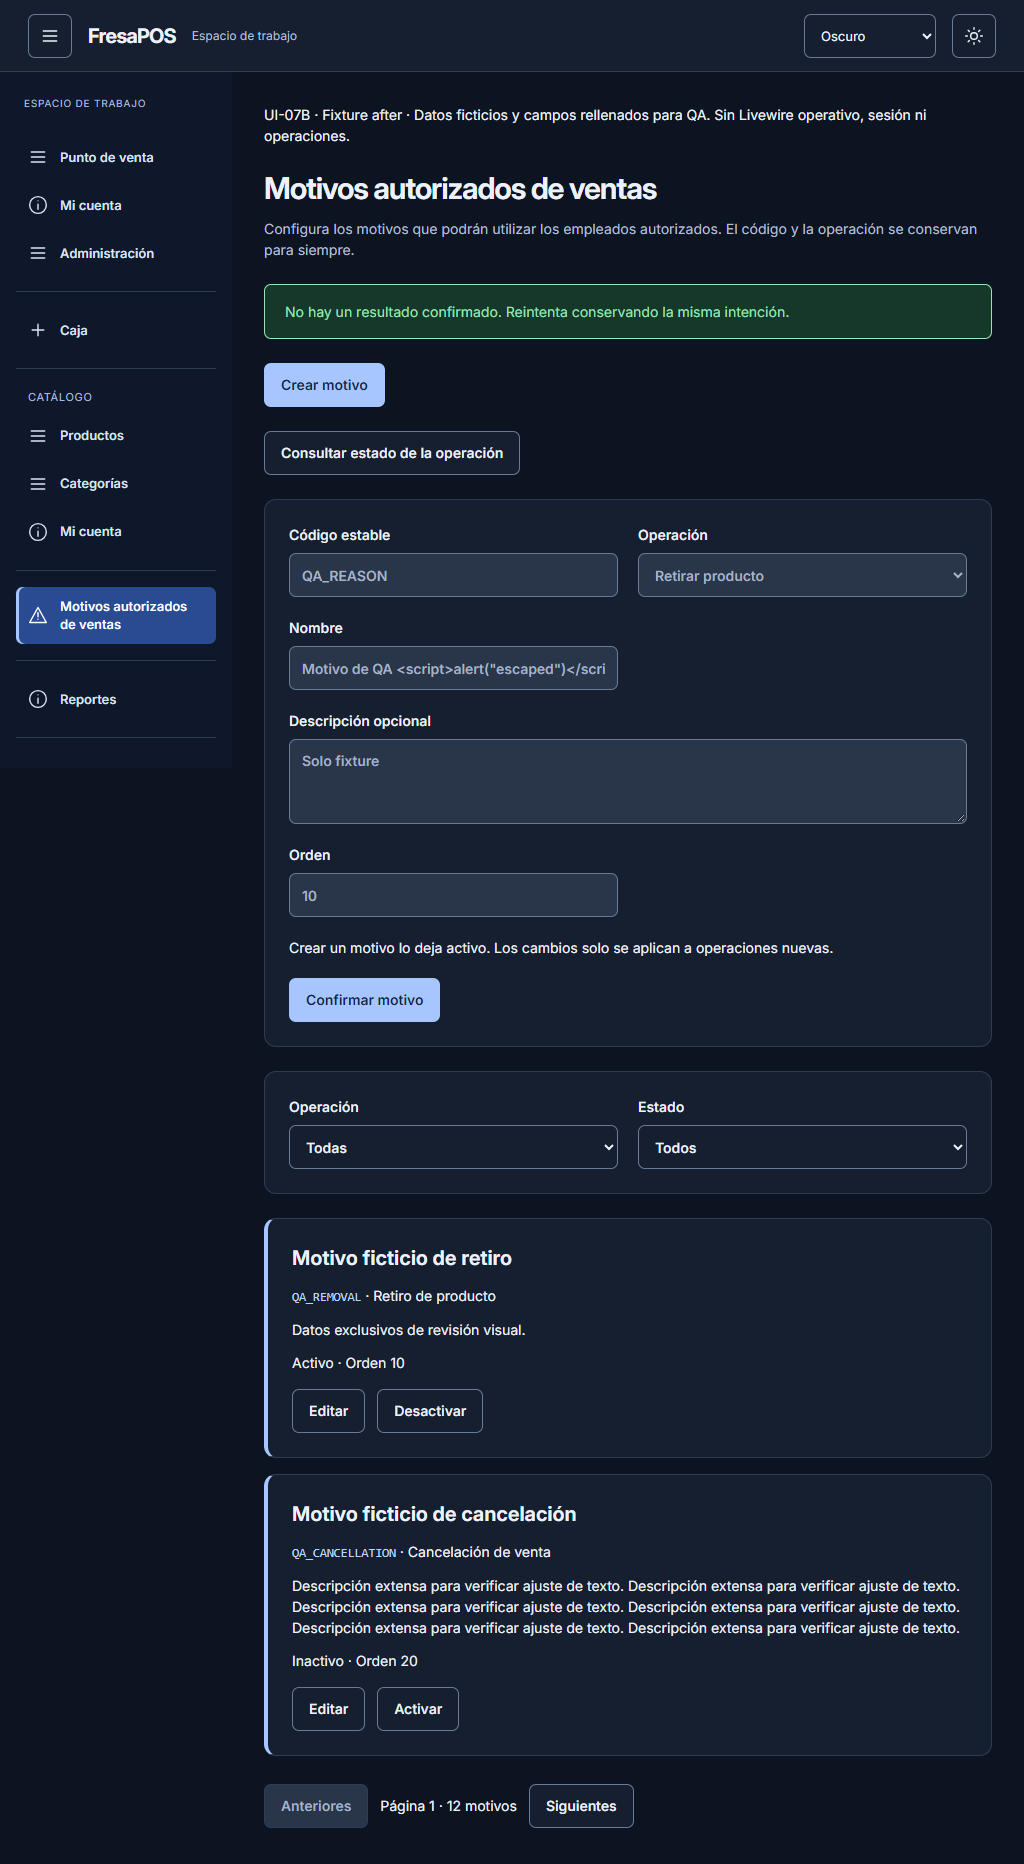 FresaPOS
Espacio de trabajo
Oscuro
ESPACIO DE TRABAJO
Punto de venta
Mi cuenta
Administración
Caja
CATÁLOGO
Productos
Categorías
Mi cuenta
Motivos autorizados
de ventas
Reportes
UI-07B · Fixture after · Datos ficticios y campos rellenados para QA. Sin Livewire operativo, sesión ni
operaciones.
Motivos autorizados de ventas
Configura los motivos que podrán utilizar los empleados autorizados. El código y la operación se conservan
para siempre.
No hay un resultado confirmado. Reintenta conservando la misma intención.
Crear motivo
Consultar estado de la operación
Código estable
Operación
QA_REASON
Retirar producto
Nombre
Motivo de QA <script>alert("escaped")</scri
Descripción opcional
Solo fixture
Orden
10
Crear un motivo lo deja activo. Los cambios solo se aplican a operaciones nuevas.
Confirmar motivo
Operación
Estado
Todas
Todos
Motivo ficticio de retiro
QA_REMOVAL · Retiro de producto
Datos exclusivos de revisión visual.
Activo · Orden 10
Editar
Desactivar
Motivo ficticio de cancelación
QA_CANCELLATION · Cancelación de venta
Descripción extensa para verificar ajuste de texto. Descripción extensa para verificar ajuste de texto.
Descripción extensa para verificar ajuste de texto. Descripción extensa para verificar ajuste de texto.
Descripción extensa para verificar ajuste de texto. Descripción extensa para verificar ajuste de texto.
Inactivo · Orden 20
Editar
Activar
Anteriores
Página 1 · 12 motivos
Siguientes